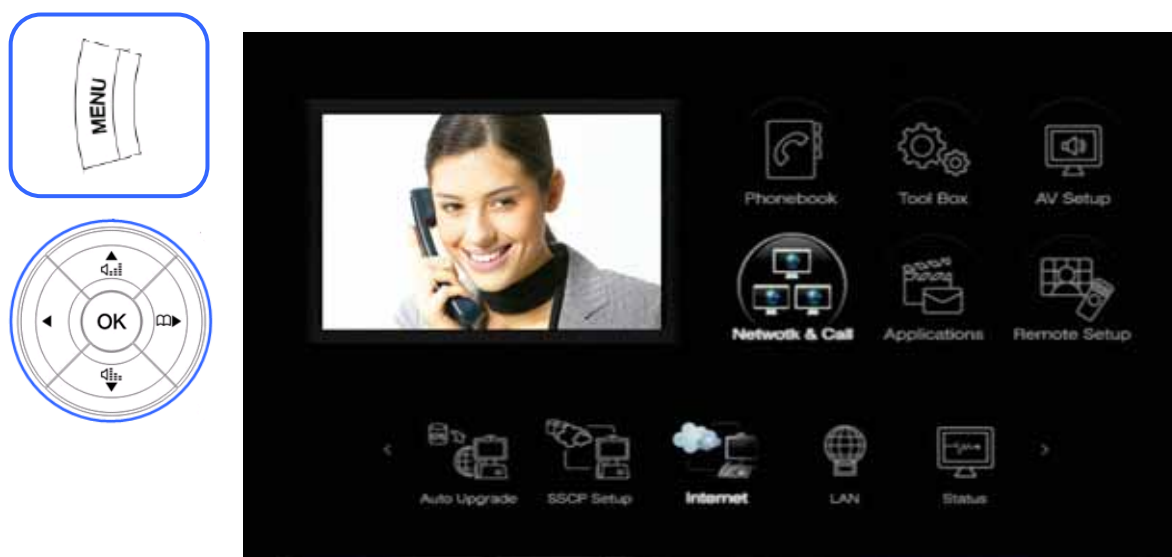 MENU
OK
Phonebook Tool Box AV Setup
Netwotk & Call Applications Remote Setup
Auto Upgrade SSCP Setup Internet LAN Status